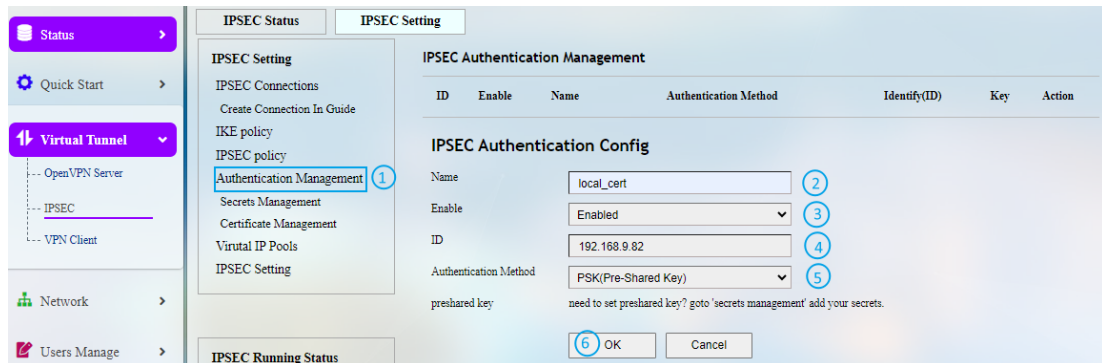 Status
Quick Start
Virtual Tunnel
OpenVPN Server
IPSEC
VPN Client
Network
Users Manage
IPSEC Status
IPSEC Setting
IPSEC Setting
IPSEC Connections
Create Connection In Guide
IKE policy
IPSEC policy
Authentication Management 1
Secrets Management
Certificate Management
Virutal IP Pools
IPSEC Setting
IPSEC Running Status
IPSEC Authentication Management
ID Enable Name Authentication Method Identify(ID) Key Action
IPSEC Authentication Config
Name local_cert 2
Enable Enabled 3
ID 192.168.9.82 4
Authentication Method PSK(Pre-Shared Key) 5
preshared key need to set preshared key? goto 'secrets management' add your secrets.
6 OK Cancel